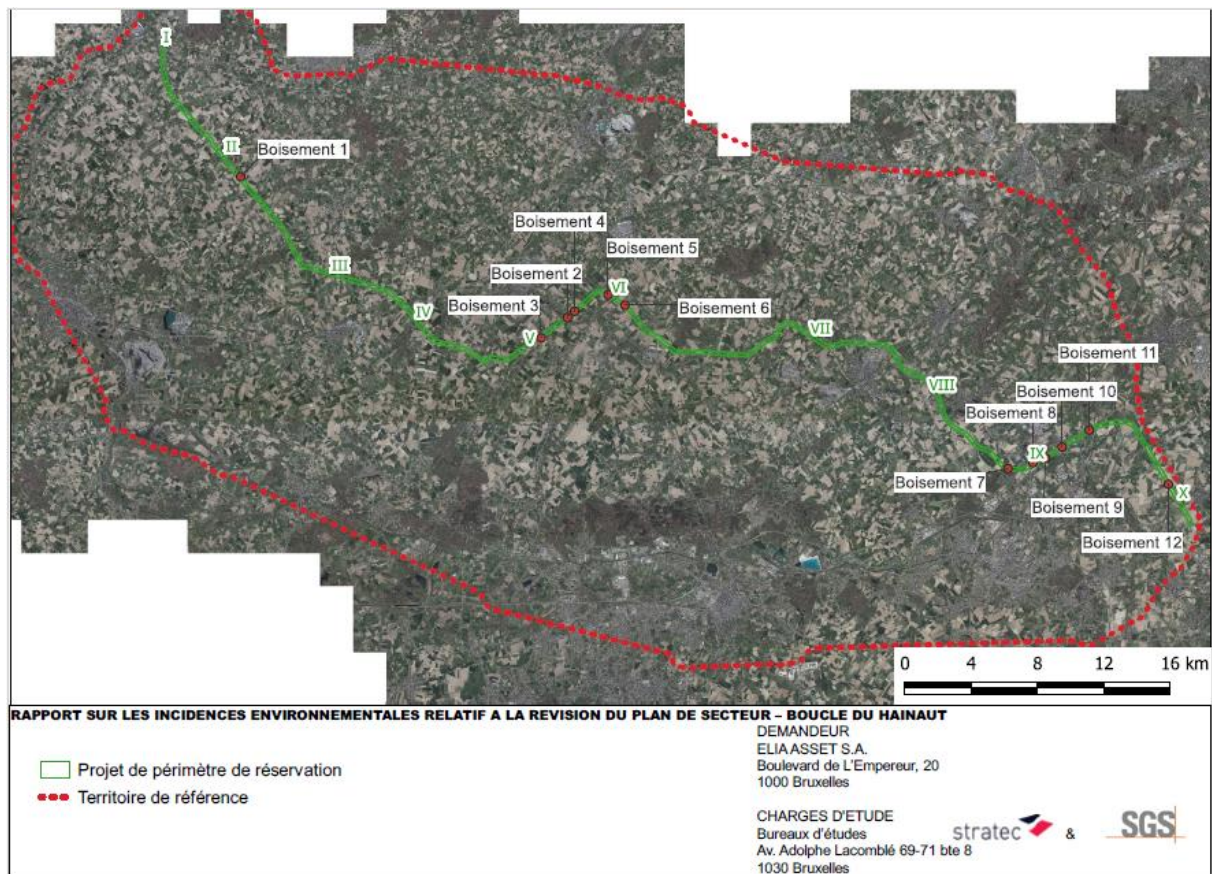 I
II
Boisement 1
Boisement 4
Boisement 5
III
Boisement 2
VI
IV
Boisement 3
Boisement 6
V
VII
Boisement 11
VIII
Boisement 10
Boisement 8
IX
Boisement 7
X
Boisement 9
Boisement 12
0 4 8 12 16 km
RAPPORT SUR LES INCIDENCES ENVIRONNEMENTALES RELATIF A LA REVISION DU PLAN DE SECTEUR – BOUCLE DU HAINAUT
Projet de périmètre de réservation
Territoire de référence
DEMANDEUR
ELIA ASSET S.A.
Boulevard de L'Empereur, 20
1000 Bruxelles
CHARGES D'ETUDE
Bureaux d'études
Av. Adolphe Lacomblé 69-71 bte 8
1030 Bruxelles
stratec & SGS